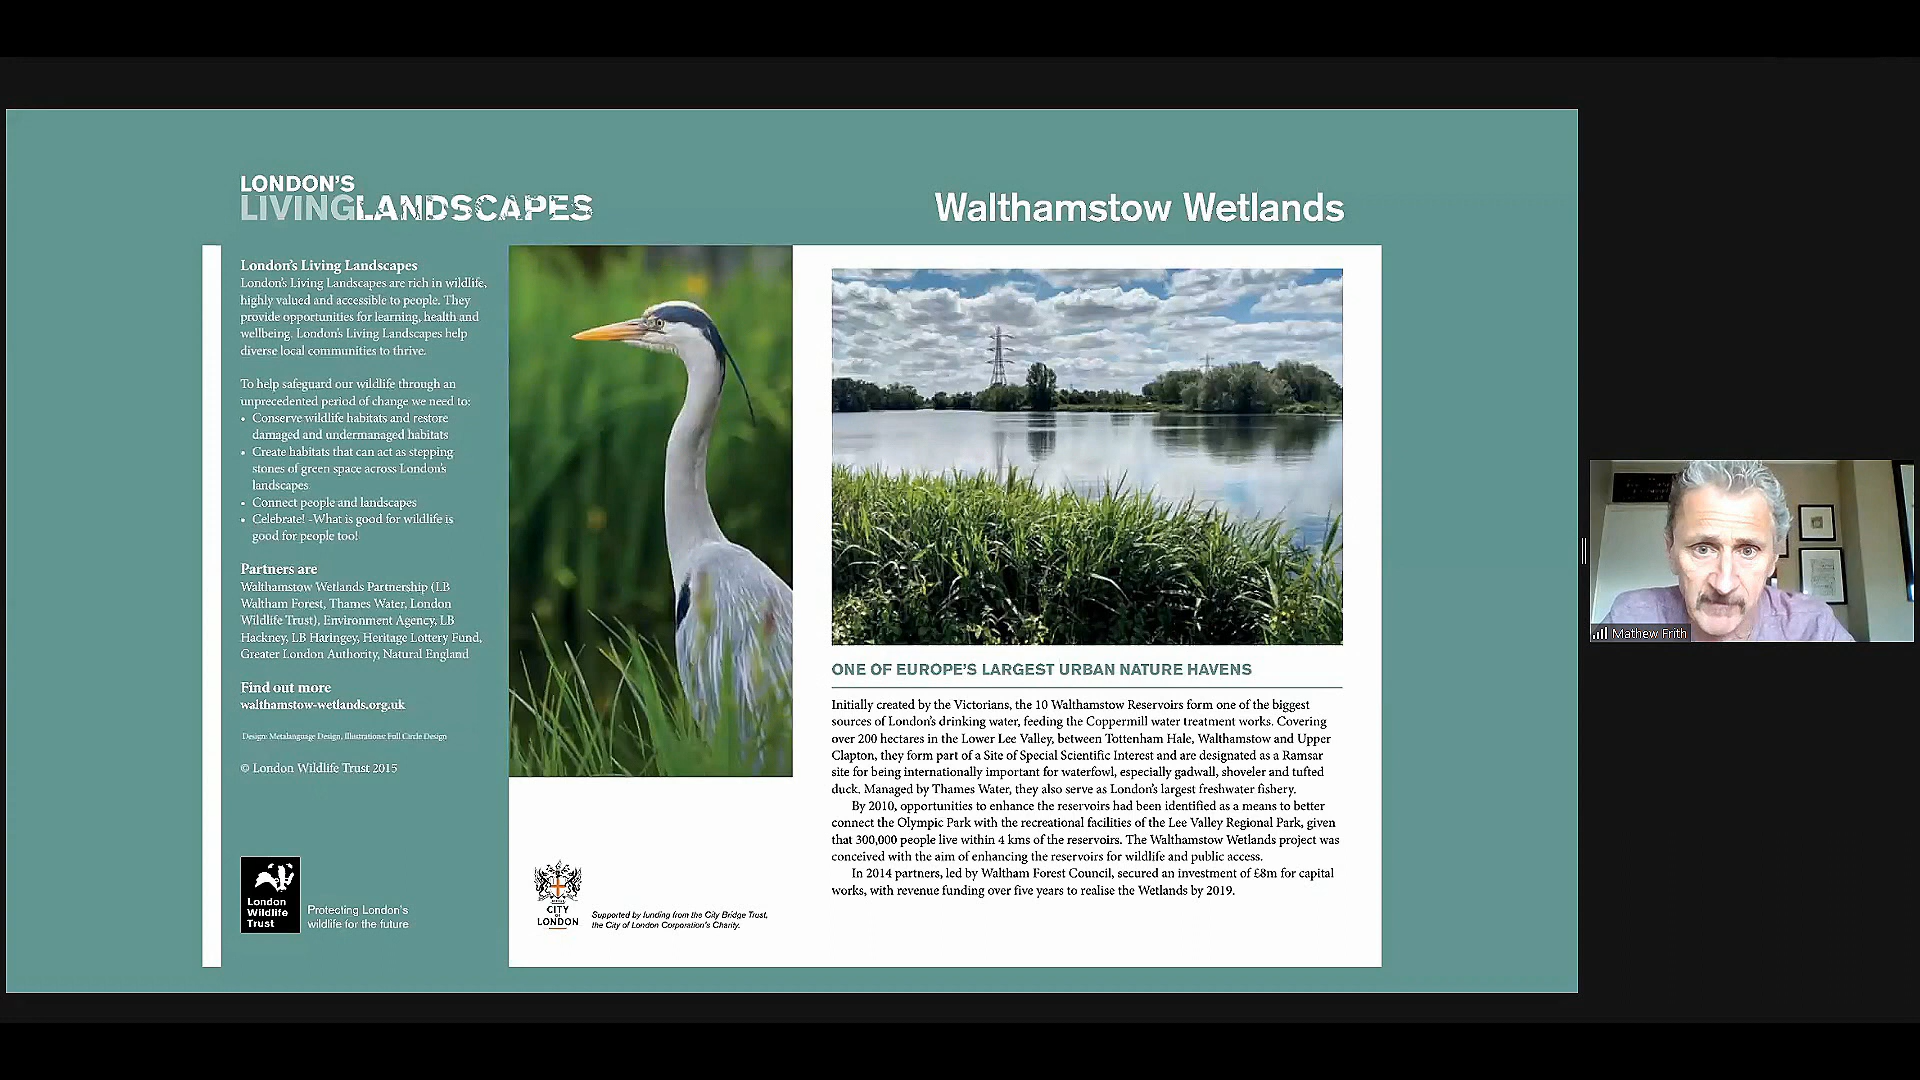 LONDON'S
LIVINGLANDSCAPES
Walthamstow Wetlands
London's Living Landscapes
London's Living Landscapes are rich in wildlife,
highly valued and accessible to people. They
provide opportunities for learning, health and
wellbeing. London's Living Landscapes help
diverse local communities to thrive.
To help safeguard our wildlife through an
unprecedented period of change we need to:
• Conserve wildlife habitats and restore
damaged and undermanaged habitats
• Create habitats that can act as stepping
stones of green space across London's
landscapes
• Connect people and landscapes
• Celebrate! -What is good for wildlife is
good for people too!
Partners are
Walthamstow Wetlands Partnership (LB
Waltham Forest, Thames Water, London
Wildlife Trust), Environment Agency, LB
Hackney, LB Haringey, Heritage Lottery Fund,
Greater London Authority, Natural England
Find out more
walthamstow-wetlands.org.uk
Design: Metalanguage Design, Illustrations: Full Circle Design
© London Wildlife Trust 2015
London
Wildlife
Trust
Protecting London's
wildlife for the future
CITY
OF
LONDON
Supported by funding from the City Bridge Trust,
the City of London Corporation's Charity.
ONE OF EUROPE'S LARGEST URBAN NATURE HAVENS
Initially created by the Victorians, the 10 Walthamstow Reservoirs form one of the biggest
sources of London's drinking water, feeding the Coppermill water treatment works. Covering
over 200 hectares in the Lower Lee Valley, between Tottenham Hale, Walthamstow and Upper
Clapton, they form part of a Site of Special Scientific Interest and are designated as a Ramsar
site for being internationally important for waterfowl, especially gadwall, shoveler and tufted
duck. Managed by Thames Water, they also serve as London's largest freshwater fishery.
By 2010, opportunities to enhance the reservoirs had been identified as a means to better
connect the Olympic Park with the recreational facilities of the Lee Valley Regional Park, given
that 300,000 people live within 4 kms of the reservoirs. The Walthamstow Wetlands project was
conceived with the aim of enhancing the reservoirs for wildlife and public access.
In 2014 partners, led by Waltham Forest Council, secured an investment of £8m for capital
works, with revenue funding over five years to realise the Wetlands by 2019.
Mathew Frith